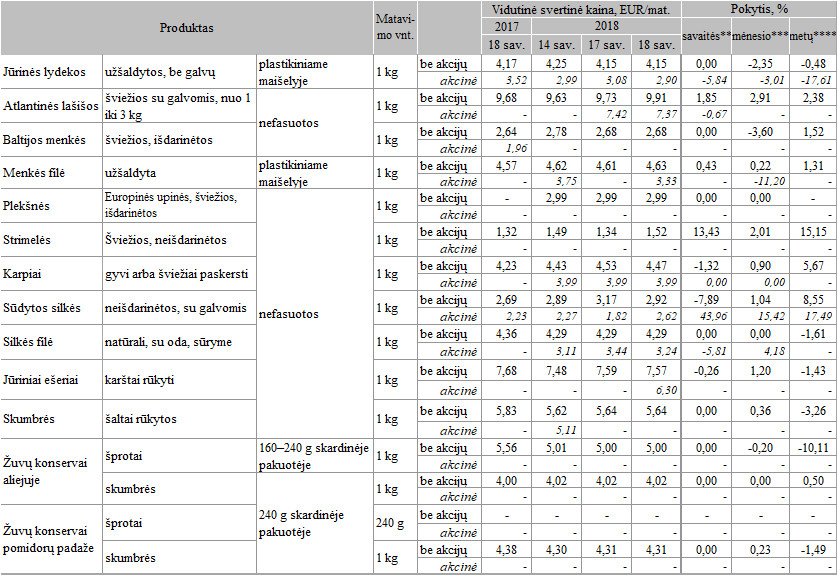 Produktas Matavi-mo vnt. Vidutinė svertinė kaina, EUR/mat. Pokytis, %
2017 2018 savaitės** mėnesio*** metų****
18 sav. 14 sav. 17 sav. 18 sav.
Jūrinės lydekos užšaldytos, be galvų plastikiniame maišelyje 1 kg be akcijų 4,17 4,25 4,15 4,15 0,00 -2,35 -0,48
akcinė 3,52 2,99 3,08 2,90 -5,84 -3,01 -17,61
Atlantinės lašišos šviežios su galvomis, nuo 1 iki 3 kg nefasuotos 1 kg be akcijų 9,68 9,63 9,73 9,91 1,85 2,91 2,38
akcinė - - 7,42 7,37 -0,67 - -
Baltijos menkės šviežios, išdarinėtos 1 kg be akcijų 2,64 2,78 2,68 2,68 0,00 -3,60 1,52
akcinė 1,96 - - - - - -
Menkės filė užšaldyta plastikiniame maišelyje 1 kg be akcijų 4,57 4,62 4,61 4,63 0,43 0,22 1,31
akcinė - 3,75 - 3,33 - -11,20 -
Plekšnės Europinės upinės, šviežios, išdarinėtos nefasuotos 1 kg be akcijų - 2,99 2,99 2,99 0,00 0,00 -
akcinė - - - - - - -
Strimelės Šviežios, neišdarinėtos 1 kg be akcijų 1,32 1,49 1,34 1,52 13,43 2,01 15,15
akcinė - - - - - - -
Karpiai gyvi arba šviežiai paskersti 1 kg be akcijų 4,23 4,43 4,53 4,47 -1,32 0,90 5,67
akcinė - 3,99 3,99 3,99 0,00 0,00 -
Sūdytos silkės neišdarinėtos, su galvomis 1 kg be akcijų 2,69 2,89 3,17 2,92 -7,89 1,04 8,55
akcinė 2,23 2,27 1,82 2,62 43,96 15,42 17,49
Silkės filė natūrali, su oda, sūryme 1 kg be akcijų 4,36 4,29 4,29 4,29 0,00 0,00 -1,61
akcinė - 3,11 3,44 3,24 -5,81 4,18 -
Jūriniai ešeriai karštai rūkyti 1 kg be akcijų 7,68 7,48 7,59 7,57 -0,26 1,20 -1,43
akcinė - - - 6,30 - - -
Skumbrės šaltai rūkytos 1 kg be akcijų 5,83 5,62 5,64 5,64 0,00 0,36 -3,26
akcinė - 5,11 - - - - -
Žuvų konservai aliejuje šprotai 160–240 g skardinėje pakuotėje 1 kg be akcijų 5,56 5,01 5,00 5,00 0,00 -0,20 -10,11
akcinė - - - - - - -
skumbrės 240 g skardinėje pakuotėje 1 kg be akcijų 4,00 4,02 4,02 4,02 0,00 0,00 0,50
akcinė - - - - - - -
Žuvų konservai pomidorų padaže šprotai 240 g be akcijų - - - - - - -
akcinė - - - - - - -
skumbrės 1 kg be akcijų 4,38 4,30 4,31 4,31 0,00 0,23 -1,49
akcinė - - - - - - -